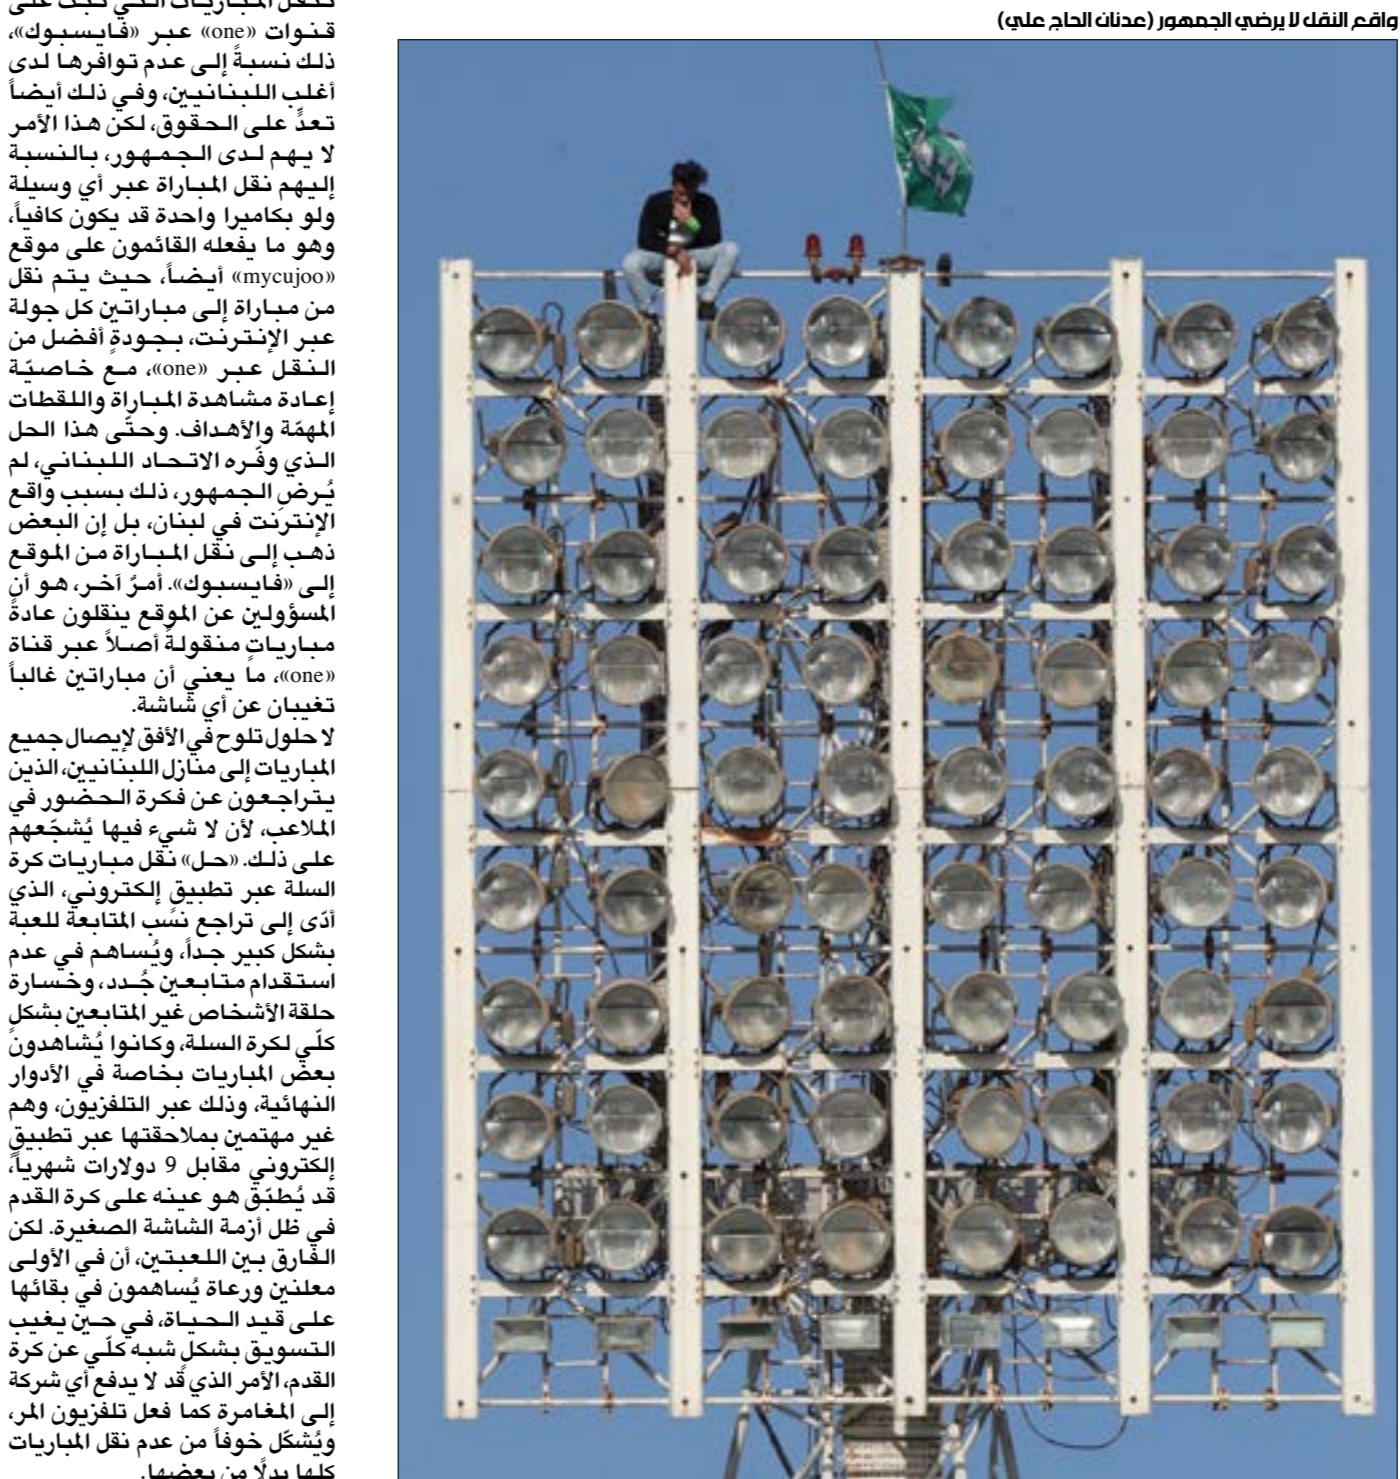 واقع النقل لا يرضي الجمهور (عدنان الحاج علي)
تنقل المباريات التي تُبث على
قنوات «one» عبر «فايسبوك»،
ذلك نسبةً إلى عدم توافرها لدى
أغلب اللبنانيين، وفي ذلك أيضاً
تعدٍّ على الحقوق، لكن هذا الأمر
لا يهم لدى الجمهور، بالنسبة
إليهم نقل المباراة عبر أي وسيلة
ولو بكاميرا واحدة قد يكون كافياً،
وهو ما يفعله القائمون على موقع
«mycujoo» أيضاً، حيث يتم نقل
من مباراة إلى مباراتين كل جولة
عبر الإنترنت، بجودةٍ أفضل من
النقل عبر «one»، مع خاصيّة
إعادة مشاهدة المباراة واللقطات
المهمّة والأهداف. وحتّى هذا الحل
الذي وفّره الاتحاد اللبناني، لم
يُرضِ الجمهور، ذلك بسبب واقع
الإنترنت في لبنان، بل إن البعض
ذهب إلى نقل المباراة من الموقع
إلى «فايسبوك». أمرٌ آخر، هو أن
المسؤولين عن الموقع ينقلون عادةً
مبارياتٍ منقولةً أصلاً عبر قناة
«one»، ما يعني أن مباراتين غالباً
تغيبان عن أي شاشة.
لا حلول تلوح في الأفق لإيصال جميع
المباريات إلى منازل اللبنانيين، الذين
يتراجعون عن فكرة الحضور في
الملاعب، لأن لا شيء فيها يُشجّعهم
على ذلك. «حل» نقل مباريات كرة
السلة عبر تطبيقٍ إلكتروني، الذي
أدّى إلى تراجع نسب المتابعة للعبة
بشكل كبير جداً، ويُساهم في عدم
استقدام متابعين جُدد، وخسارة
حلقة الأشخاص غير المتابعين بشكلٍ
كلّي لكرة السلة، وكانوا يُشاهدون
بعض المباريات بخاصة في الأدوار
النهائية، وذلك عبر التلفزيون، وهم
غير مهتمين بملاحقتها عبر تطبيقٍ
إلكتروني مقابل 9 دولارات شهرياً،
قد يُطبّق هو عينه على كرة القدم
في ظل أزمة الشاشة الصغيرة. لكن
الفارق بين اللعبتين، أن في الأولى
معلنين ورعاة يُساهمون في بقائها
على قيد الحياة، في حين يغيب
التسويق بشكلٍ شبه كلّي عن كرة
القدم، الأمر الذي قد لا يدفع أي شركة
إلى المغامرة كما فعل تلفزيون المر،
ويُشكّل خوفاً من عدم نقل المباريات
كلها بدلًا من بعضها.